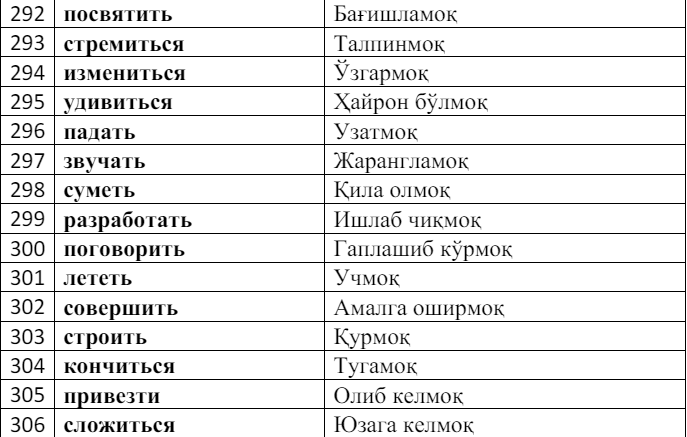 292 посвятить Бағишламоқ
293 стремиться Талпинмоқ
294 измениться Ўзгармоқ
295 удивиться Ҳайрон бўлмоқ
296 падать Узатмоқ
297 звучать Жарангламоқ
298 суметь Қила олмоқ
299 разработать Ишлаб чиқмоқ
300 поговорить Гаплашиб кўрмоқ
301 лететь Учмоқ
302 совершить Амалга оширмоқ
303 строить Қурмоқ
304 кончиться Тугамоқ
305 привезти Олиб келмоқ
306 сложиться Юзага келмоқ